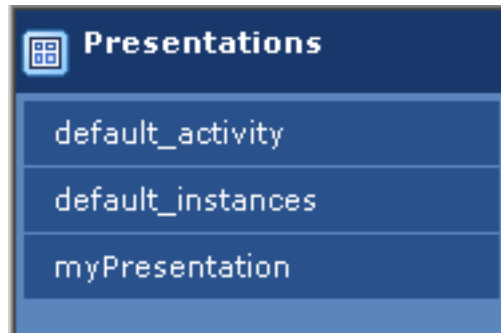 Presentations
default_activity
default_instances
myPresentation